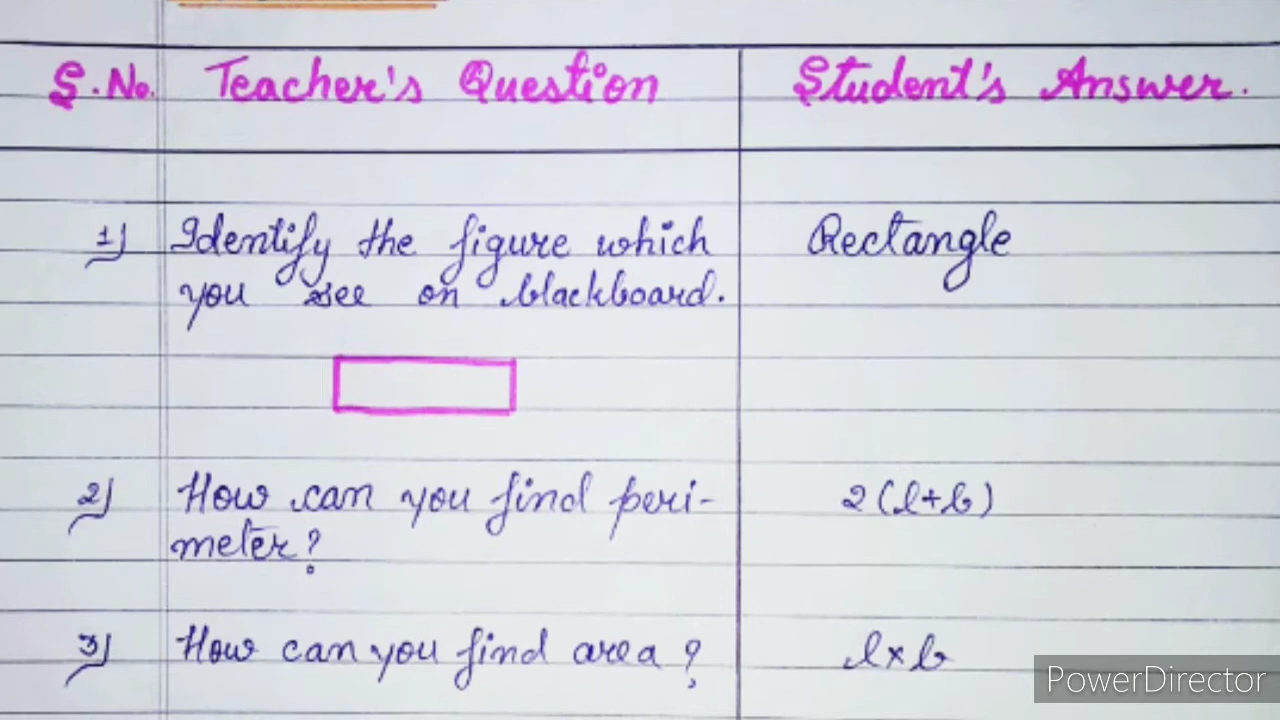 S.No. Teacher's Question Student's Answer.
1) Identify the figure which Rectangle
you see on blackboard.
2) How can you find peri- 2(l+b)
meter?
3) How can you find area? l×b
PowerDirector